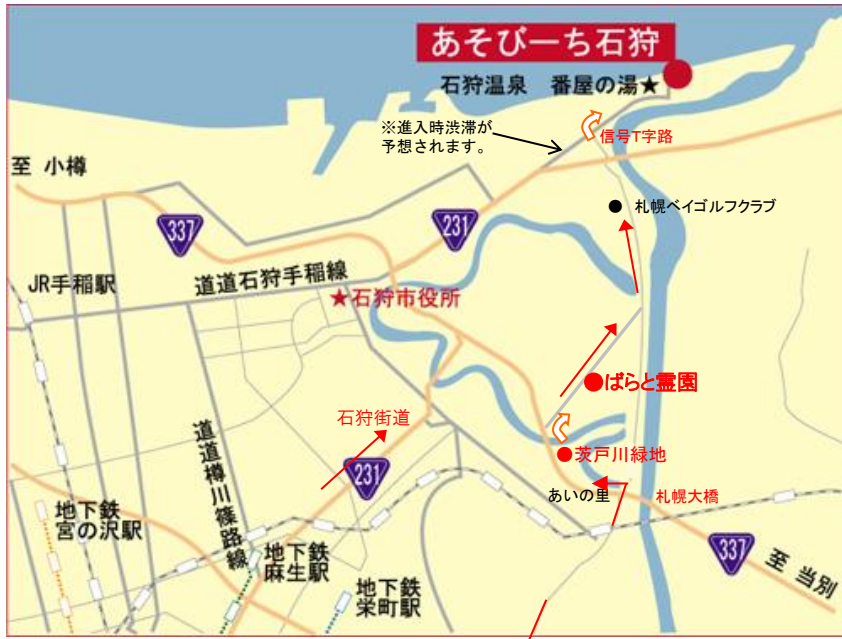 あそびーち石狩
石狩温泉 番屋の湯★
※進入時渋滞が
予想されます。
信号T字路
至 小樽
337
231
札幌ベイゴルフクラブ
JR手稲駅
道道石狩手稲線
★石狩市役所
ばらと霊園
石狩街道
231
茨戸川緑地
道道樽川篠路線
あいの里
札幌大橋
地下鉄
宮の沢駅
地下鉄
麻生駅
地下鉄
栄町駅
337
至 当別